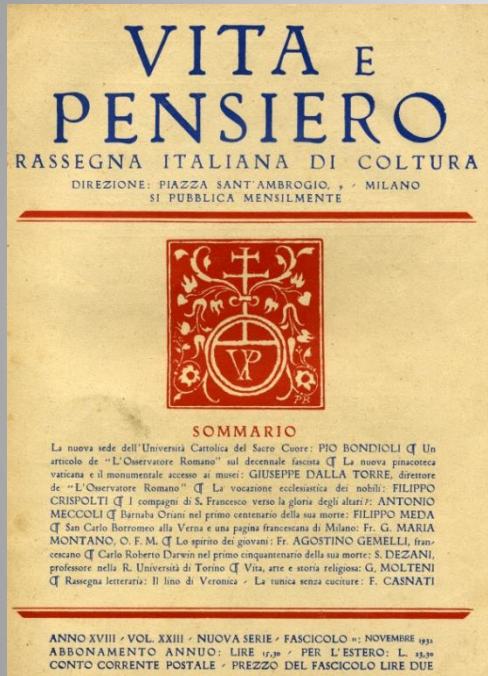 VITA E
PENSIERO
RASSEGNA ITALIANA DI COLTURA
DIREZIONE: PIAZZA SANT'AMBROGIO, 9 - MILANO
SI PUBBLICA MENSILMENTE
VP
PB
SOMMARIO
La nuova sede dell'Università Cattolica del Sacro Cuore: PIO BONDIOLI ¶ Un
articolo de "L'Osservatore Romano" sul decennale fascista ¶ La nuova pinacoteca
vaticana e il monumentale accesso ai musei: GIUSEPPE DALLA TORRE, direttore
de "L'Osservatore Romano" ¶ La vocazione ecclesiastica dei nobili: FILIPPO
CRISPOLTI ¶ I compagni di S. Francesco verso la gloria degli altari?: ANTONIO
MECCOLI ¶ Barnaba Oriani nel primo centenario della sua morte: FILIPPO MEDA
¶ San Carlo Borromeo alla Verna e una pagina francescana di Milano: Fr. G. MARIA
MONTANO, O. F. M. ¶ Lo spirito dei giovani: Fr. AGOSTINO GEMELLI, fran-
cescano ¶ Carlo Roberto Darwin nel primo cinquantenario della sua morte: S. DEZANI,
professore nella R. Università di Torino ¶ Vita, arte e storia religiosa: G. MOLTENI
¶ Rassegna letteraria: Il lino di Veronica - La tunica senza cuciture: F. CASNATI
ANNO XVIII - VOL. XXIII - NUOVA SERIE - FASCICOLO 11: NOVEMBRE 1932
ABBONAMENTO ANNUO: LIRE 15,30 - PER L'ESTERO: L. 25,30
CONTO CORRENTE POSTALE - PREZZO DEL FASCICOLO LIRE DUE